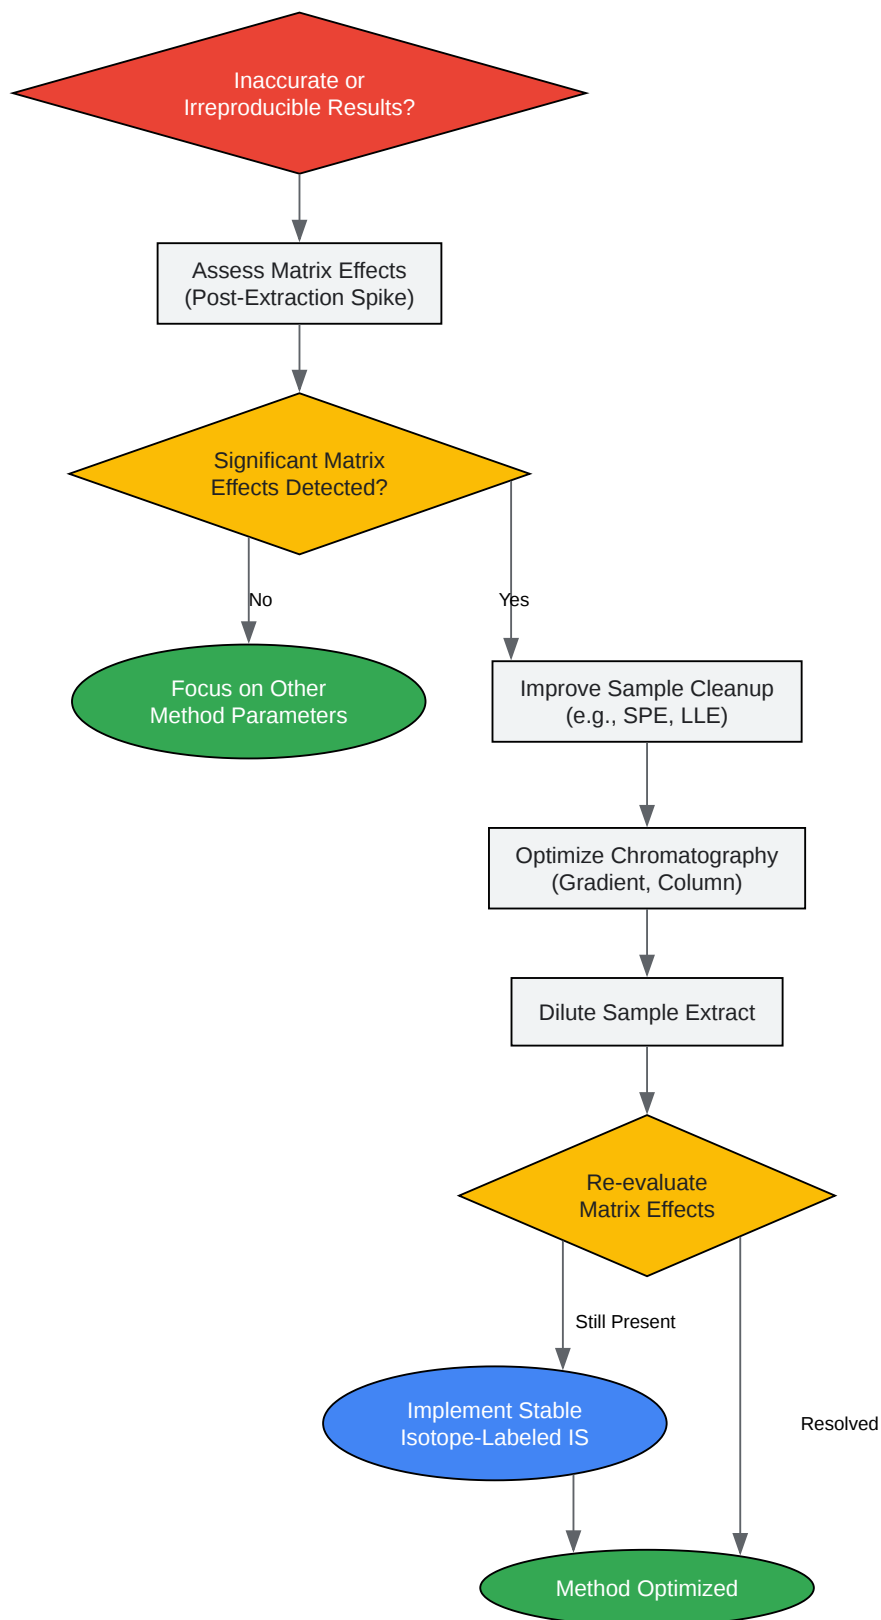 Inaccurate or
Irreproducible Results?
Assess Matrix Effects
(Post-Extraction Spike)
Significant Matrix
Effects Detected?
No
Yes
Focus on Other
Method Parameters
Improve Sample Cleanup
(e.g., SPE, LLE)
Optimize Chromatography
(Gradient, Column)
Dilute Sample Extract
Re-evaluate
Matrix Effects
Still Present
Implement Stable
Isotope-Labeled IS
Resolved
Method Optimized